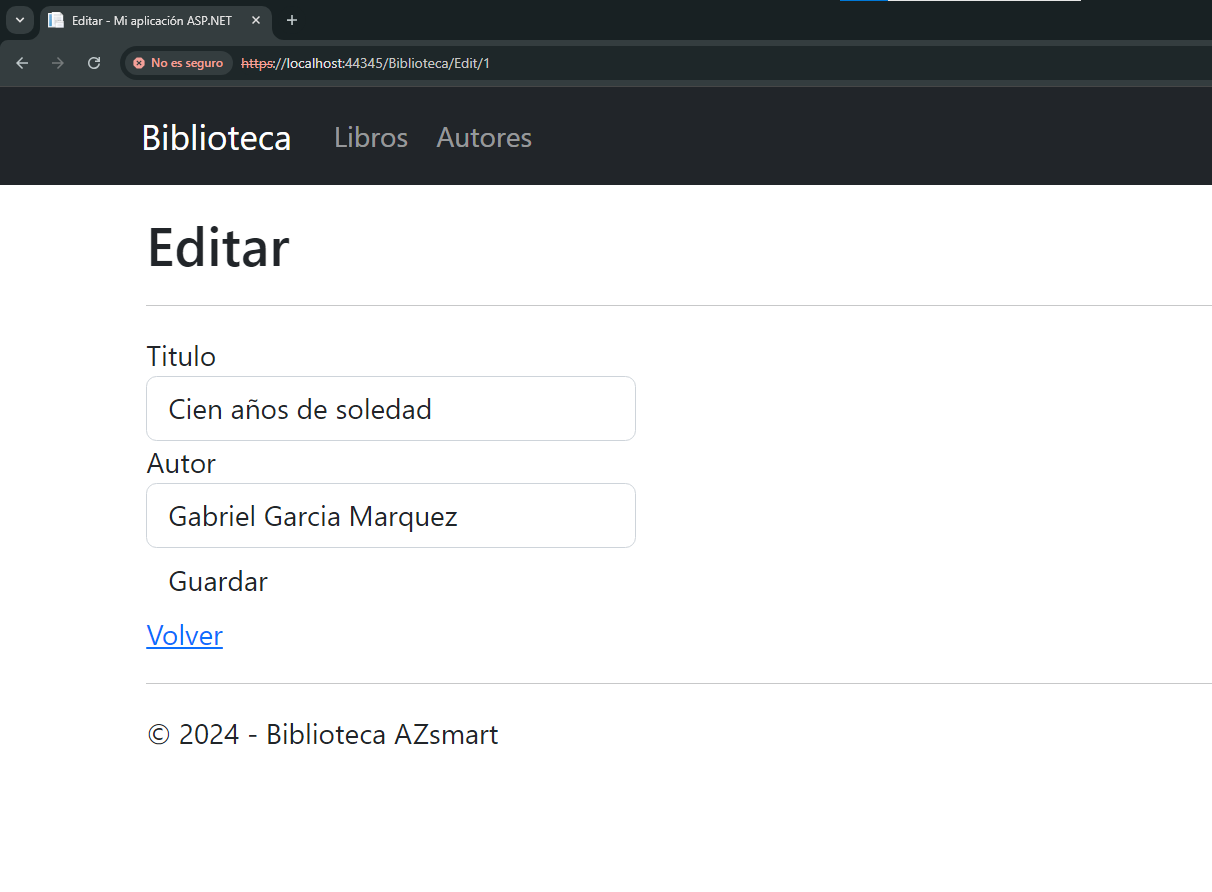 Editar - Mi aplicación ASP.NET
No es seguro https://localhost:44345/Biblioteca/Edit/1
Biblioteca Libros Autores
Editar
Titulo
Cien años de soledad
Autor
Gabriel Garcia Marquez
Guardar
Volver
© 2024 - Biblioteca AZsmart